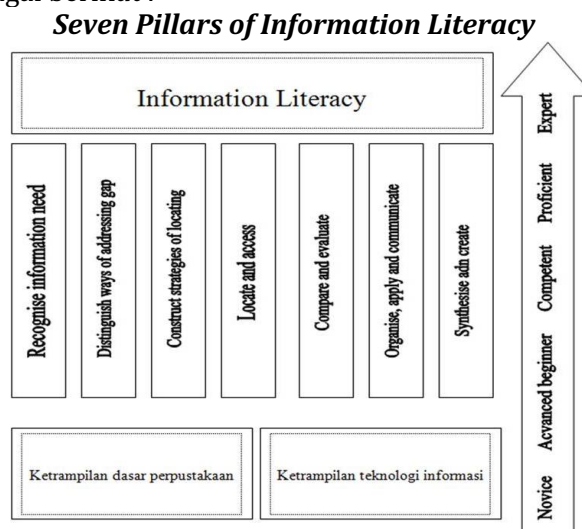 Seven Pillars of Information Literacy
Information Literacy
Recognise information need
Distinguish ways of addressing gap
Construct strategies of locating
Locate and access
Compare and evaluate
Organise, apply and communicate
Synthesise adn create
Ketrampilan dasar perpustakaan
Ketrampilan teknologi informasi
Expert
Proficient
Competent
Acvanced beginner
Novice